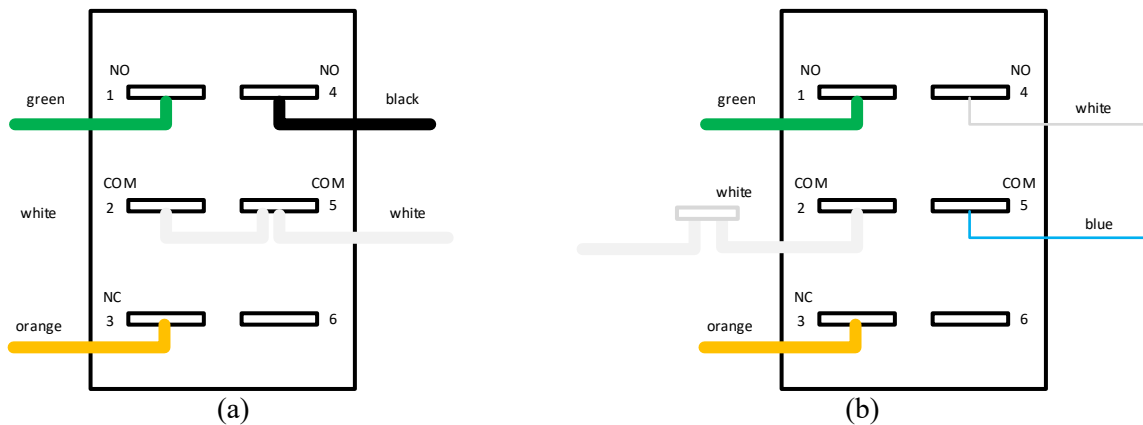 NO
NO
green
1
4
black
COM
COM
white
2
5
white
NC
orange
3
6
(a)
NO
NO
green
1
4
white
COM
COM
white
2
5
blue
NC
orange
3
6
(b)